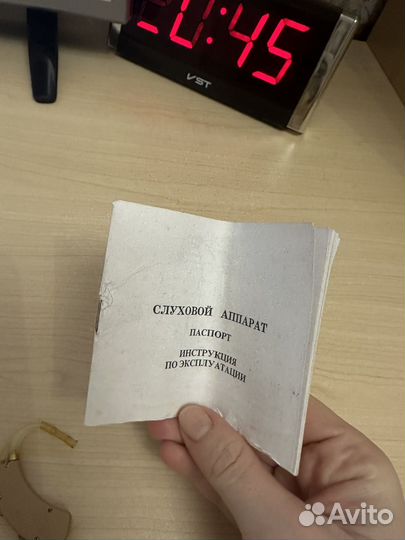 20:45
VST
СЛУХОВОЙ АППАРАТ
ПАСПОРТ
ИНСТРУКЦИЯ
ПО ЭКСПЛУАТАЦИИ
Avito